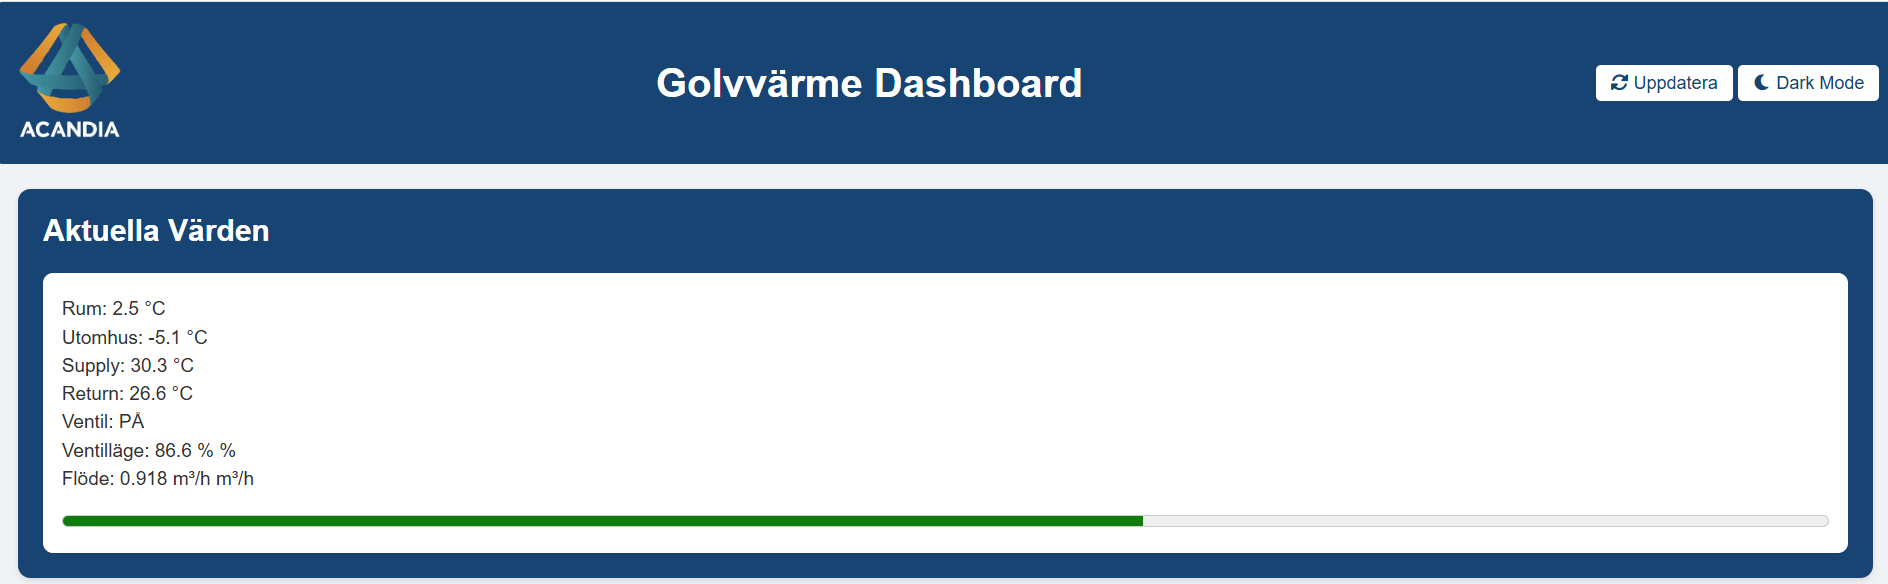 ACANDIA
Golvvärme Dashboard
Uppdatera
Dark Mode
Aktuella Värden
Rum: 2.5 °C
Utomhus: -5.1 °C
Supply: 30.3 °C
Return: 26.6 °C
Ventil: PÅ
Ventilläge: 86.6 % %
Flöde: 0.918 m³/h m³/h